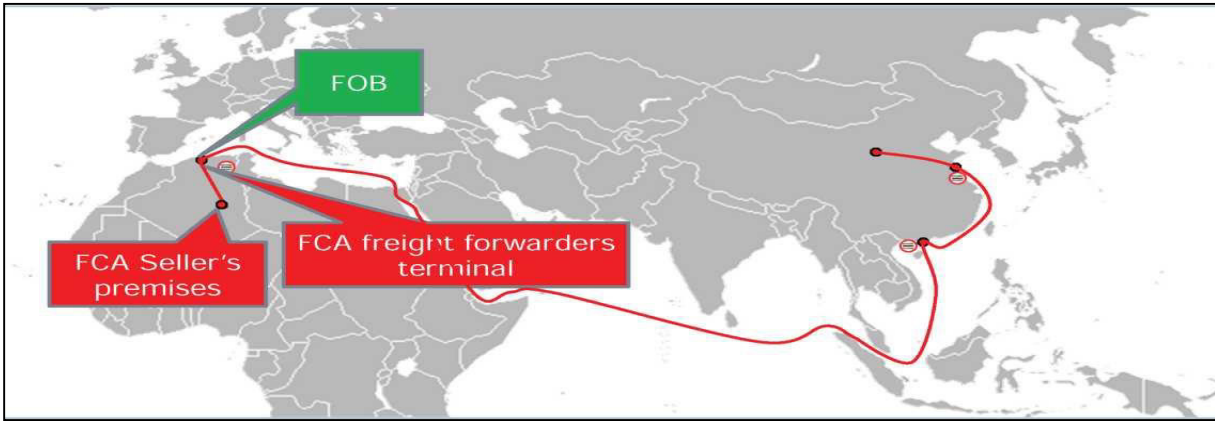 FOB
FCA freight forwarders
terminal
FCA Seller's
premises